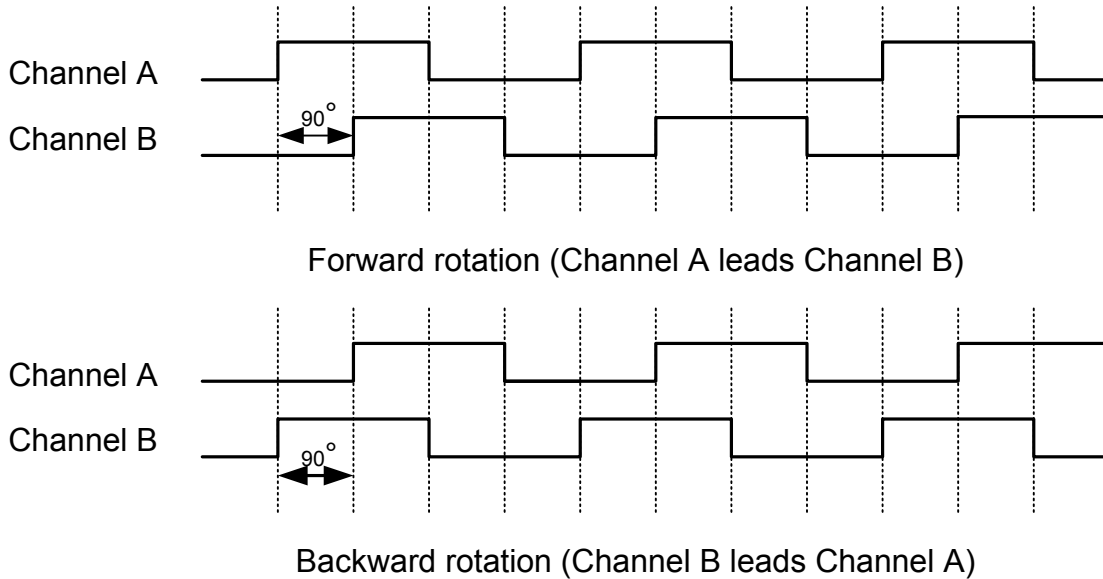 Channel A
90°
Channel B
Forward rotation (Channel A leads Channel B)
Channel A
Channel B
90°
Backward rotation (Channel B leads Channel A)